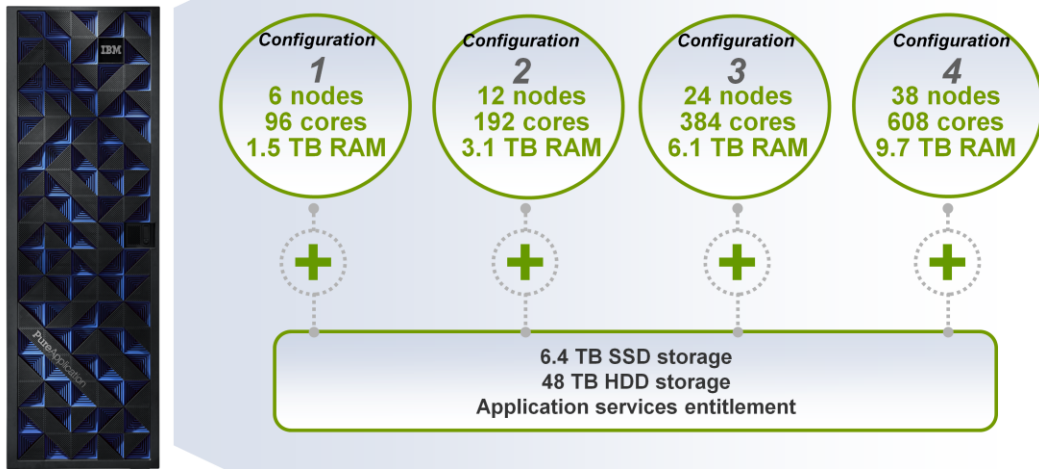 IBM
PureApplication
Configuration
1
6 nodes
96 cores
1.5 TB RAM
Configuration
2
12 nodes
192 cores
3.1 TB RAM
Configuration
3
24 nodes
384 cores
6.1 TB RAM
Configuration
4
38 nodes
608 cores
9.7 TB RAM
6.4 TB SSD storage
48 TB HDD storage
Application services entitlement